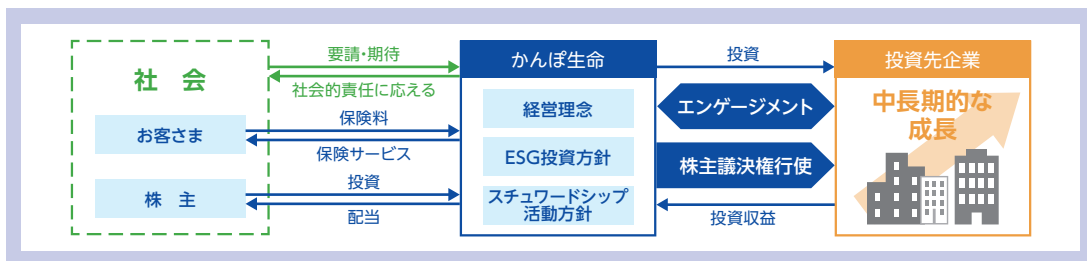 社 会
お客さま
株 主
要請・期待
社会的責任に応える
保険料
保険サービス
投資
配当
かんぽ生命
経営理念
ESG投資方針
スチュワードシップ
活動方針
投資
エンゲージメント
株主議決権行使
投資収益
投資先企業
中長期的な
成長